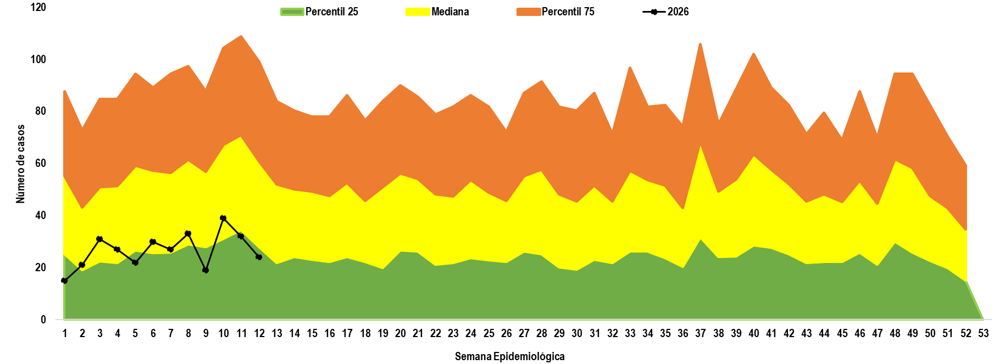 Percentil 25 Mediana Percentil 75 2026
Número de casos
120
100
80
60
40
20
0
1 2 3 4 5 6 7 8 9 10 11 12 13 14 15 16 17 18 19 20 21 22 23 24 25 26 27 28 29 30 31 32 33 34 35 36 37 38 39 40 41 42 43 44 45 46 47 48 49 50 51 52 53
Semana Epidemiológica